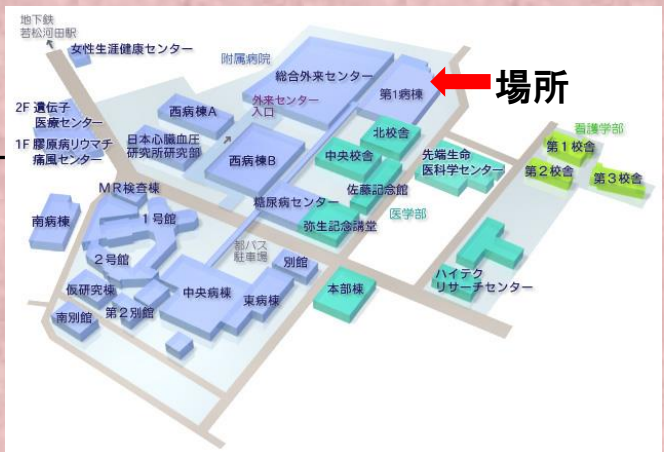 地下鉄
若松河田駅
女性生涯健康センター
附属病院
総合外来センター
第1病棟
場所
2F 遺伝子
医療センター
1F 膠原病リウマチ
痛風センター
西病棟A
外来センター
入口
日本心臓血圧
研究所研究部
西病棟B
北校舎
中央校舎
先端生命
医科学センター
看護学部
第1校舎
第2校舎
第3校舎
佐藤記念館
糖尿病センター
医学部
弥生記念講堂
MR検査棟
南病棟
1号館
2号館
都バス
駐車場
別館
仮研究棟
中央病棟
東病棟
本部棟
ハイテク
リサーチセンター
南別館
第2別館